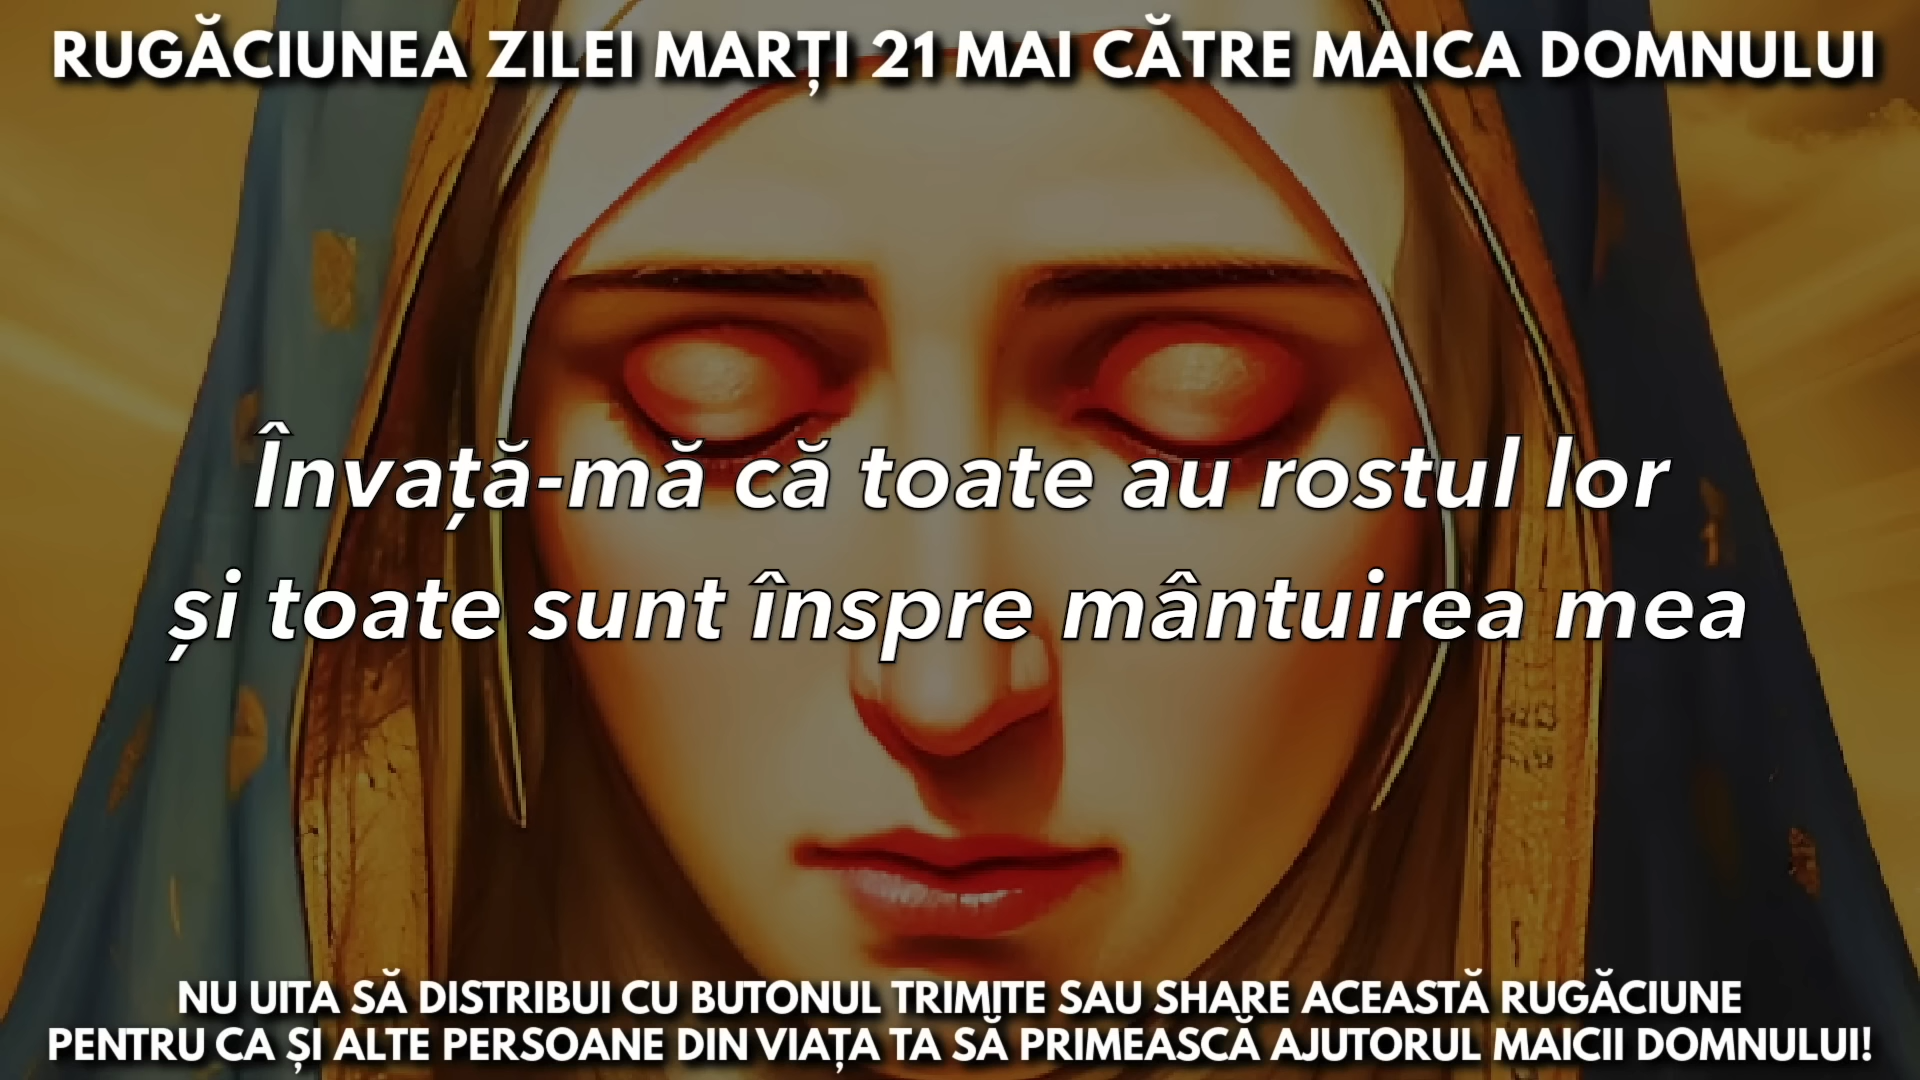 RUGĂCIUNEA ZILEI MARȚI 21 MAI CĂTRE MAICA DOMNULUI
Învață-mă că toate au rostul lor
și toate sunt înspre mântuirea mea
NU UITA SĂ DISTRIBUI CU BUTONUL TRIMITE SAU SHARE ACEASTĂ RUGĂCIUNE
PENTRU CA ȘI ALTE PERSOANE DIN VIAȚA TA SĂ PRIMEASCĂ AJUTORUL MAICII DOMNULUI!